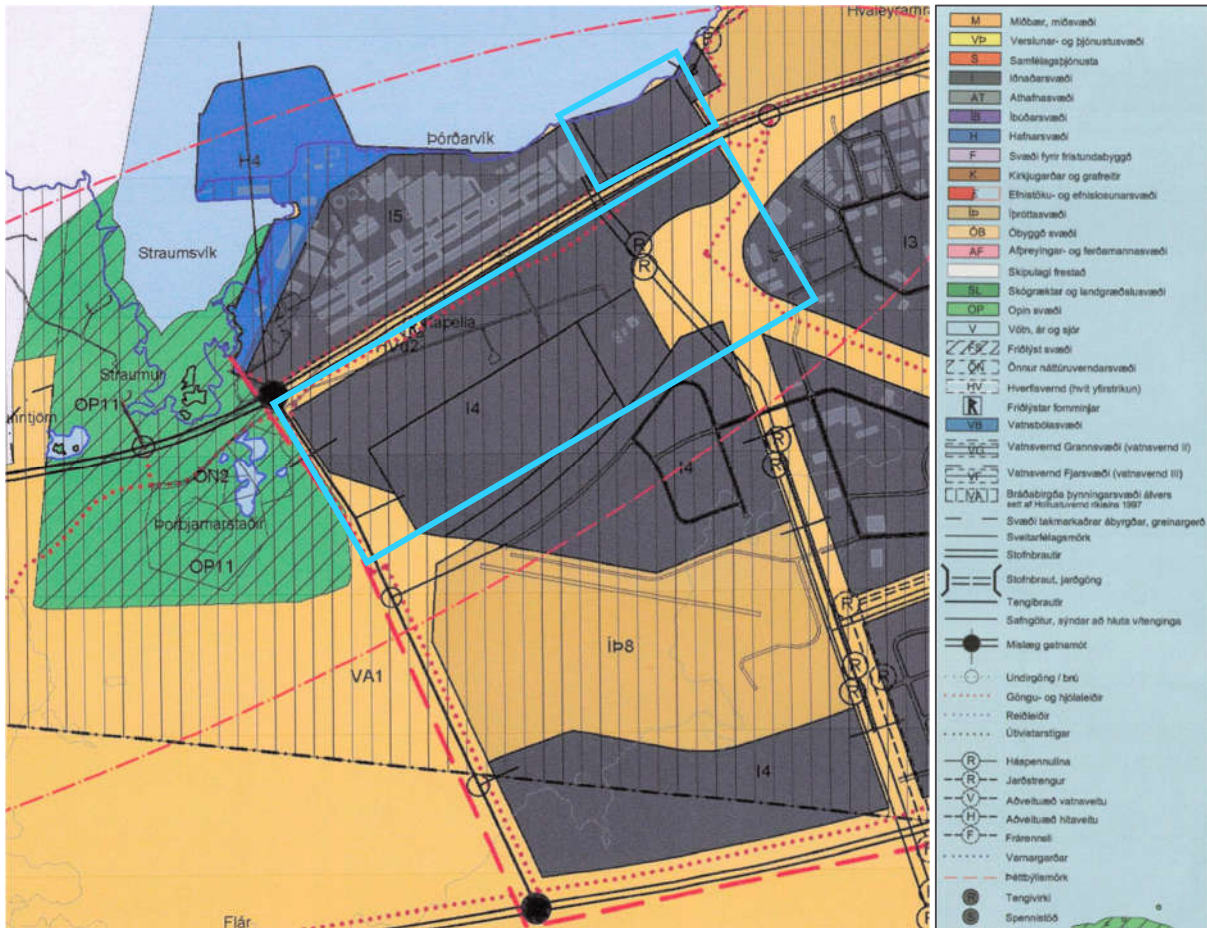 Hvaleyrarhr
F
Þórðarvík
H4
I5
Straumsvík
R
R
I3
Kapella
Straumur
OP11
I4
I4
R
R
ÖN2
Þorbjarnarstaðir
OP11
R
ÍÞ8
VA1
R
R
R
I4
Flár
M Miðbær, miðsvæði
VÞ Verslunar- og þjónustusvæði
S Samfélagsþjónusta
I Iðnaðarsvæði
AT Athafnasvæði
ÍB Íbúðarsvæði
H Hafnarsvæði
F Svæði fyrir frístundabyggð
K Kirkjugarðar og grafreitir
E Efnistöku- og efnislosunarsvæði
ÍÞ Íþróttasvæði
ÓB Óbyggð svæði
AF Afþreyingar- og ferðamannasvæði
Skipulagi frestað
SL Skógræktar og landgræðslusvæði
OP Opin svæði
V Vötn, ár og sjór
FS Friðlýst svæði
ÖN Önnur náttúruverndarsvæði
HV Hverfisvernd (hvít yfirstrikun)
R Friðlýstar fornminjar
VB Vatnsbólasvæði
VG Vatnsvernd Grannsvæði (vatnsvernd II)
VF Vatnsvernd Fjarsvæði (vatnsvernd III)
VA Bráðabirgða þynningarsvæði álvers
sett af Hollustuvernd ríkisins 1997
Svæði takmarkaðrar ábyrgðar, greinargerð
Sveitarfélagsmörk
Stofnbrautir
Stofnbraut, jarðgöng
Tengibrautir
Safngötur, sýndar að hluta v/tenginga
Mislæg gatnamót
Undirgöng / brú
Göngu- og hjólaleiðir
Reiðleiðir
Útivistarstígar
R Háspennulína
R Jarðstrengur
V Aðveituæð vatnsveitu
H Aðveituæð hitaveitu
F Frárennsli
Varnargarðar
Þéttbýlismörk
R Tengivirki
S Spennistöð